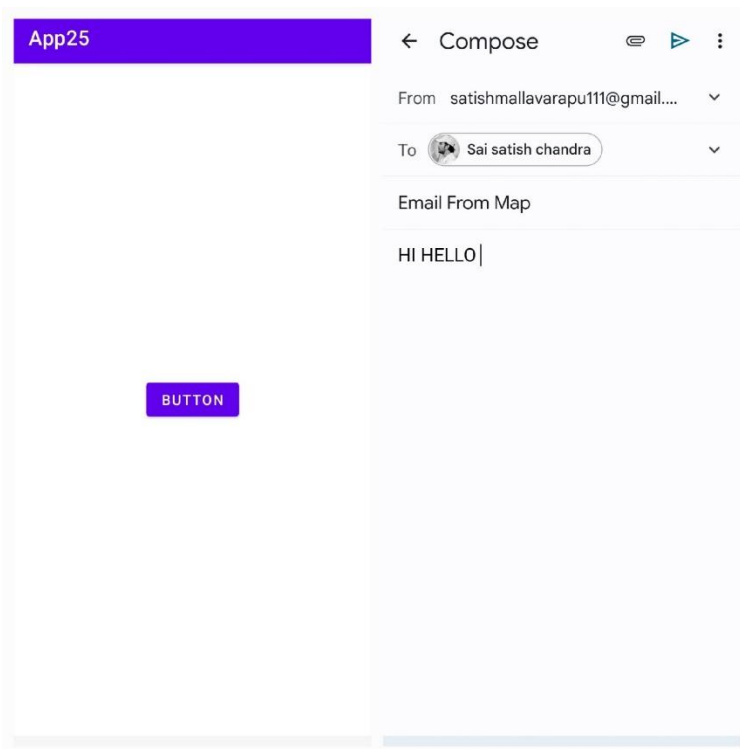 App25
BUTTON
Compose
From satishmallavarapu111@gmail....
To Sai satish chandra
Email From Map
HI HELLO